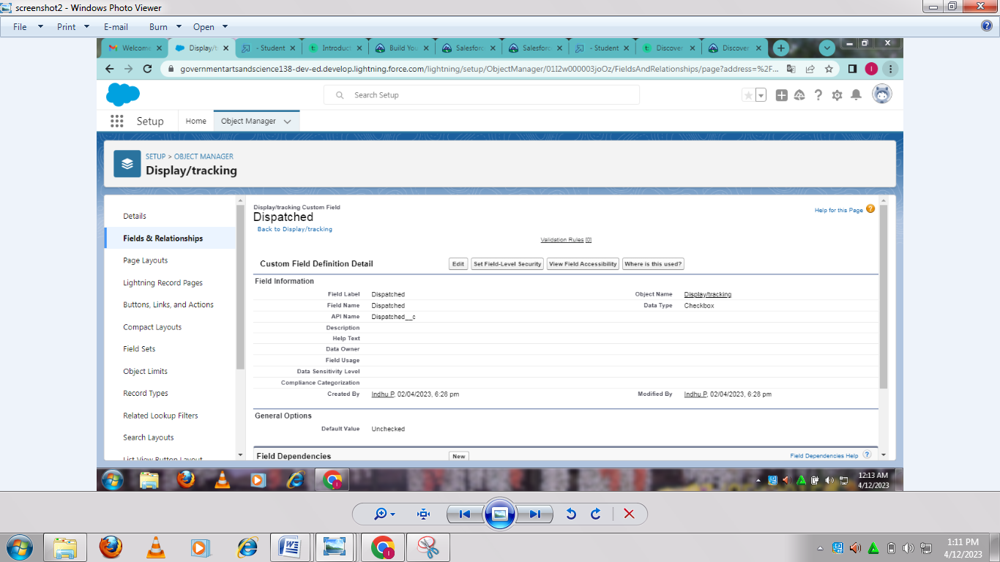 screenshot2 - Windows Photo Viewer
File Print E-mail Burn Open
Welcome Display/t - Student Introduct Build You Salesforc Salesforc - Student Discover Discover
governmentartsandscience138-dev-ed.develop.lightning.force.com/lightning/setup/ObjectManager/01I2w000003joOz/FieldsAndRelationships/page?address=%2F...
Search Setup
Setup Home Object Manager
SETUP > OBJECT MANAGER
Display/tracking
Details
Fields & Relationships
Page Layouts
Lightning Record Pages
Buttons, Links, and Actions
Compact Layouts
Field Sets
Object Limits
Record Types
Related Lookup Filters
Search Layouts
List View Button Layout
Display/tracking Custom Field
Dispatched
Back to Display/tracking
Help for this Page
Validation Rules [0]
Custom Field Definition Detail Edit Set Field-Level Security View Field Accessibility Where is this used?
Field Information
Field Label Dispatched Object Name Display/tracking
Field Name Dispatched Data Type Checkbox
API Name Dispatched__c
Description
Help Text
Data Owner
Field Usage
Data Sensitivity Level
Compliance Categorization
Created By Indhu P, 02/04/2023, 6:28 pm Modified By Indhu P, 02/04/2023, 6:28 pm
General Options
Default Value Unchecked
Field Dependencies New Field Dependencies Help
12:13 AM
4/12/2023
1:11 PM
4/12/2023